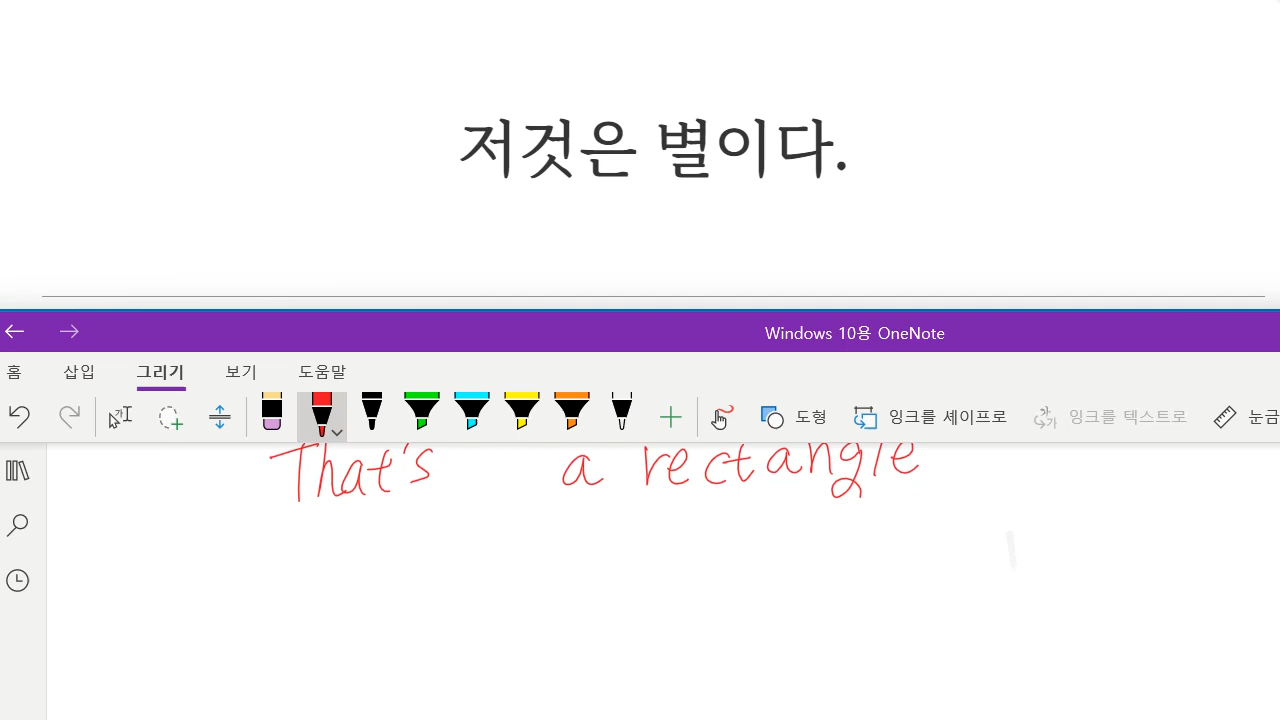 저것은 별이다.
Windows 10용 OneNote
홈 삽입 그리기 보기 도움말
가 도형 잉크를 셰이프로 가 잉크를 텍스트로 눈금
That's a rectangle